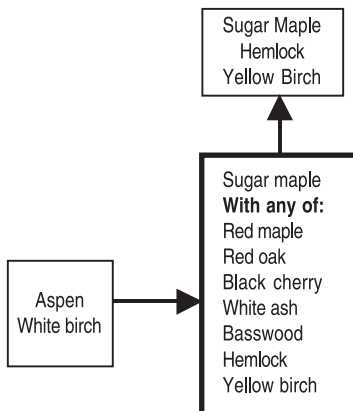 Sugar Maple
Hemlock
Yellow Birch
Aspen
White birch
Sugar maple
With any of:
Red maple
Red oak
Black cherry
White ash
Basswood
Hemlock
Yellow birch